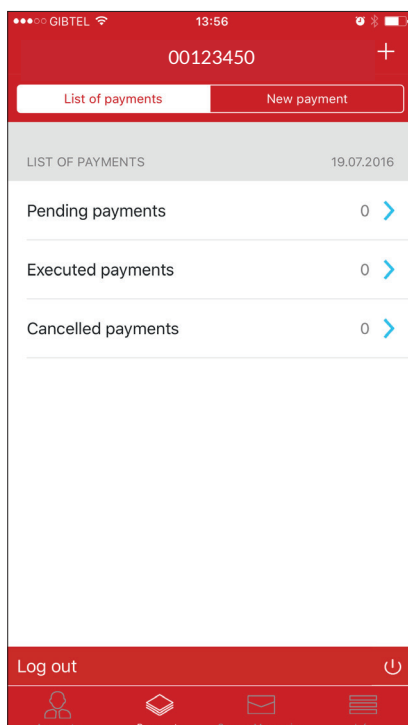 GIBTEL 13:56
00123450 +
List of payments New payment
LIST OF PAYMENTS 19.07.2016
Pending payments 0
Executed payments 0
Cancelled payments 0
Log out